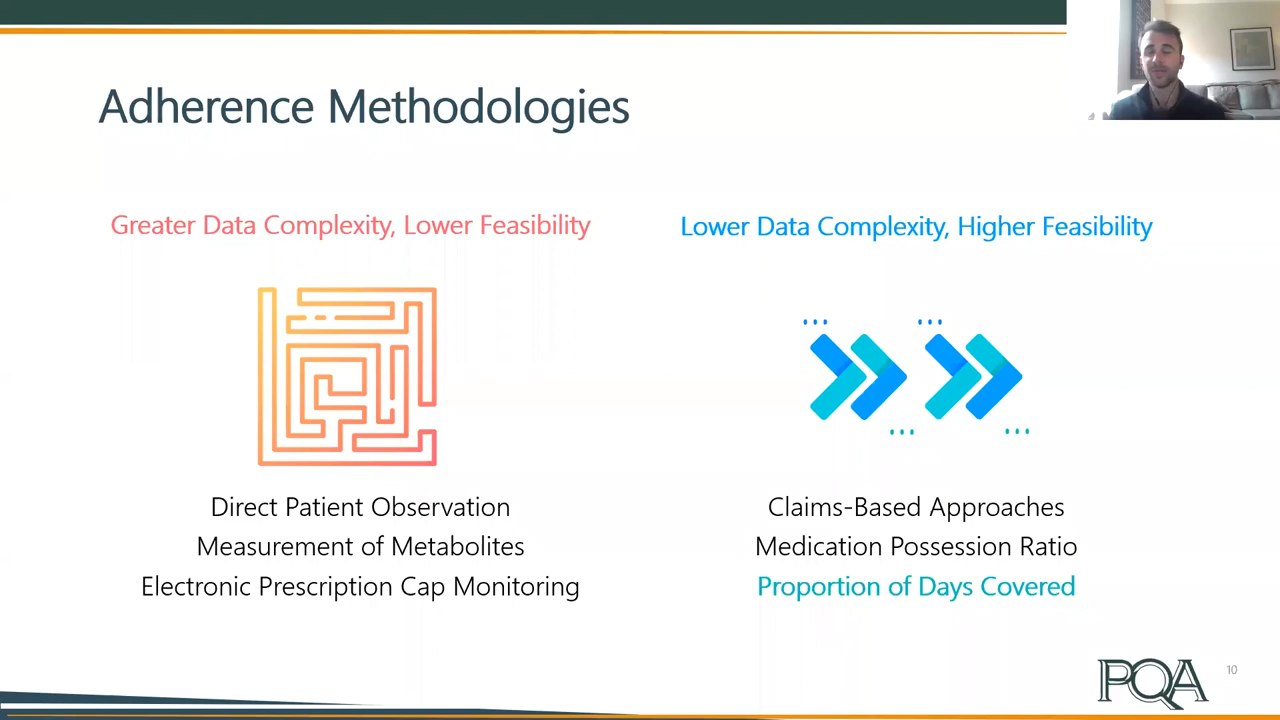 Adherence Methodologies
Greater Data Complexity, Lower Feasibility
Direct Patient Observation
Measurement of Metabolites
Electronic Prescription Cap Monitoring
Lower Data Complexity, Higher Feasibility
Claims-Based Approaches
Medication Possession Ratio
Proportion of Days Covered
PQA
10